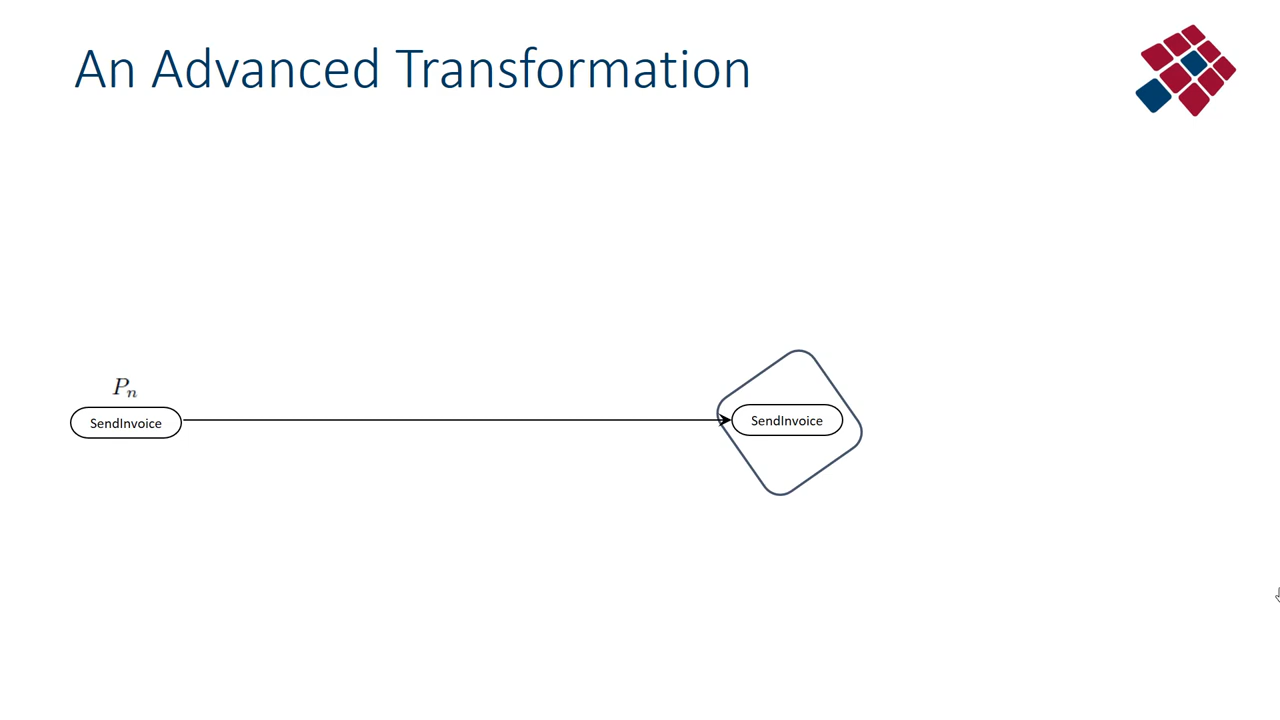 An Advanced Transformation
Pn
SendInvoice
SendInvoice